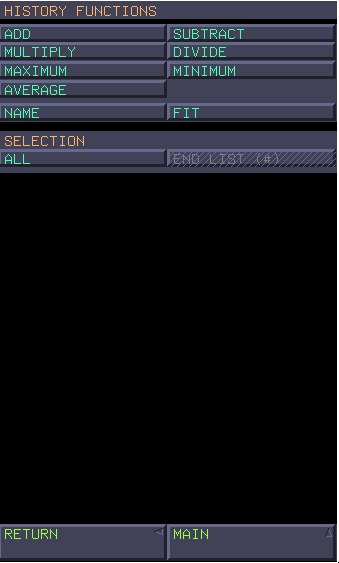 HISTORY FUNCTIONS
ADD SUBTRACT
MULTIPLY DIVIDE
MAXIMUM MINIMUM
AVERAGE
NAME FIT
SELECTION
ALL END LIST (#)
RETURN MAIN